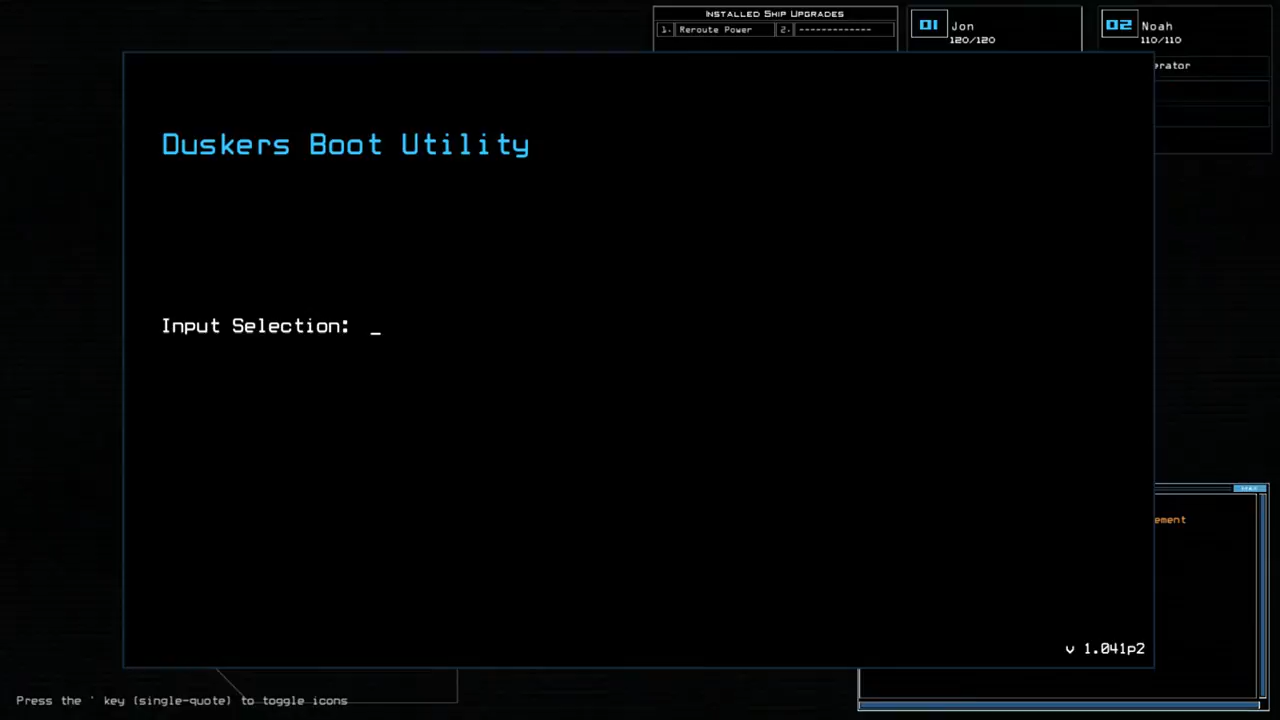 Installed Ship Upgrades
1. Reroute Power 2. -------------
01 Jon
120/120
02 Noah
110/110
erator
Duskers Boot Utility
Input Selection: _
ement
v 1.041p2
Press the ' key (single-quote) to toggle icons